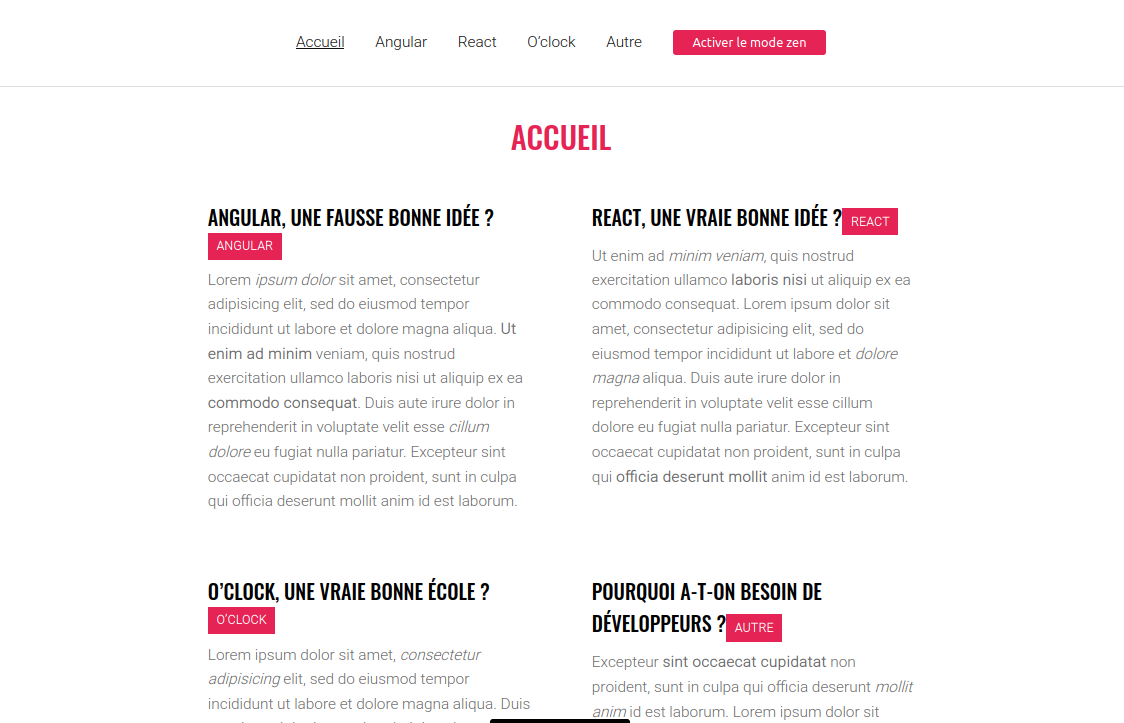 Accueil Angular React O’clock Autre Activer le mode zen
ACCUEIL
ANGULAR, UNE FAUSSE BONNE IDÉE ?
ANGULAR
Lorem ipsum dolor sit amet, consectetur
adipisicing elit, sed do eiusmod tempor
incididunt ut labore et dolore magna aliqua. Ut
enim ad minim veniam, quis nostrud
exercitation ullamco laboris nisi ut aliquip ex ea
commodo consequat. Duis aute irure dolor in
reprehenderit in voluptate velit esse cillum
dolore eu fugiat nulla pariatur. Excepteur sint
occaecat cupidatat non proident, sunt in culpa
qui officia deserunt mollit anim id est laborum.
REACT, UNE VRAIE BONNE IDÉE ? REACT
Ut enim ad minim veniam, quis nostrud
exercitation ullamco laboris nisi ut aliquip ex ea
commodo consequat. Lorem ipsum dolor sit
amet, consectetur adipisicing elit, sed do
eiusmod tempor incididunt ut labore et dolore
magna aliqua. Duis aute irure dolor in
reprehenderit in voluptate velit esse cillum
dolore eu fugiat nulla pariatur. Excepteur sint
occaecat cupidatat non proident, sunt in culpa
qui officia deserunt mollit anim id est laborum.
O’CLOCK, UNE VRAIE BONNE ÉCOLE ?
O’CLOCK
Lorem ipsum dolor sit amet, consectetur
adipisicing elit, sed do eiusmod tempor
incididunt ut labore et dolore magna aliqua. Duis
POURQUOI A-T-ON BESOIN DE
DÉVELOPPEURS ? AUTRE
Excepteur sint occaecat cupidatat non
proident, sunt in culpa qui officia deserunt mollit
anim id est laborum. Lorem ipsum dolor sit